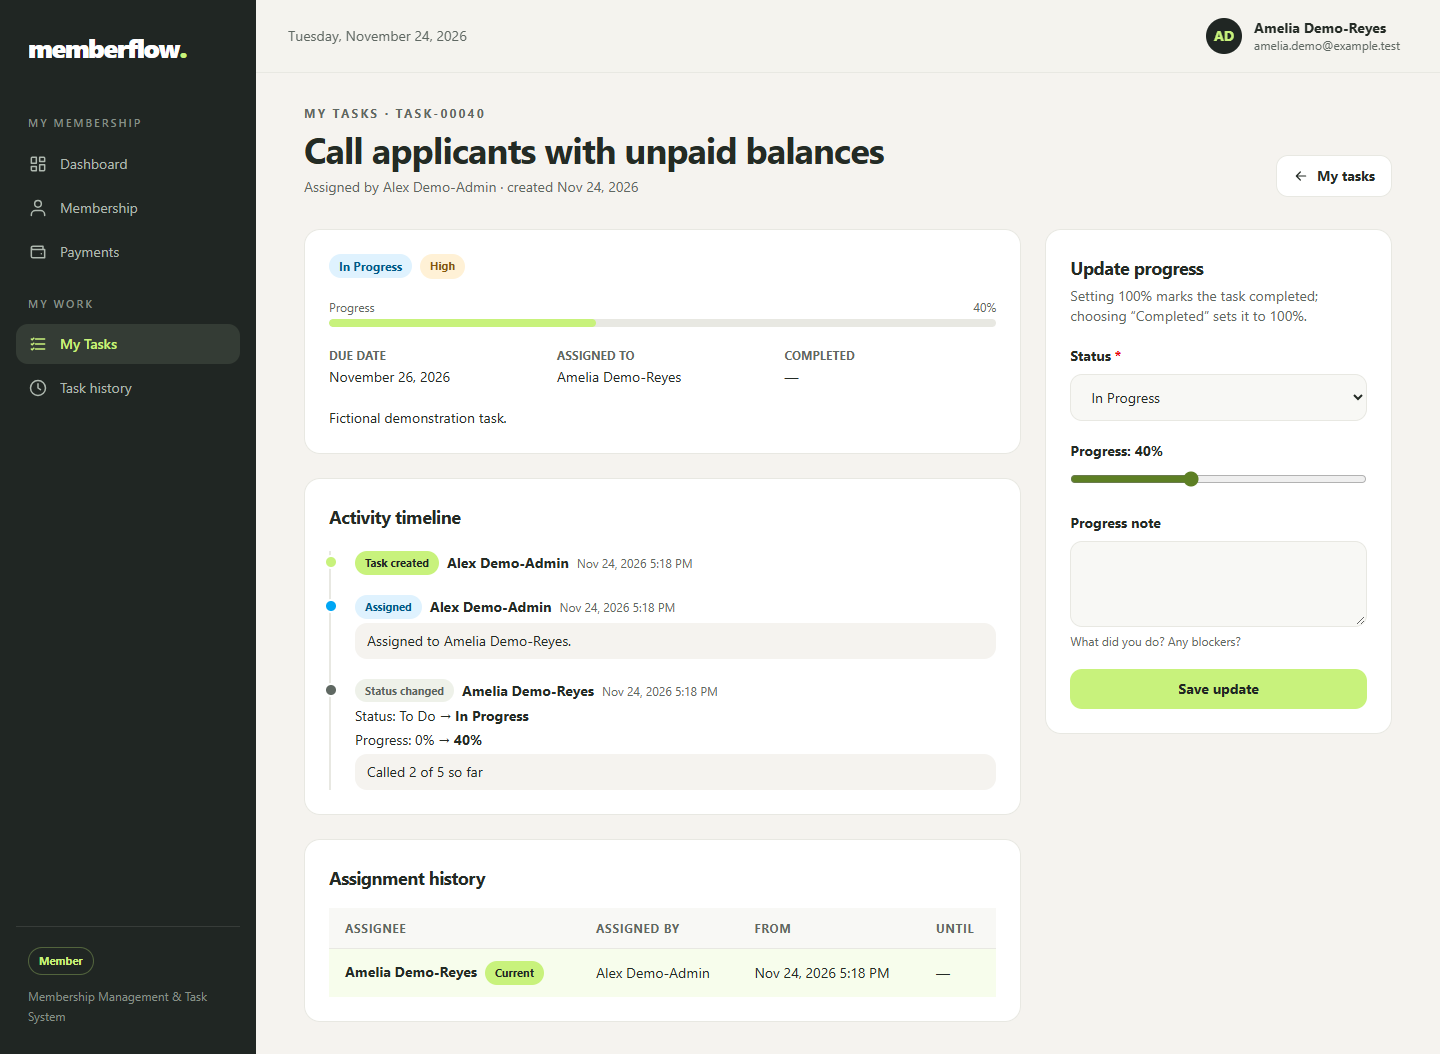 memberflow.
MY MEMBERSHIP
Dashboard
Membership
Payments
MY WORK
My Tasks
Task history
Member
Membership Management & Task
System
Tuesday, November 24, 2026
AD
Amelia Demo-Reyes
amelia.demo@example.test
MY TASKS · TASK-00040
Call applicants with unpaid balances
Assigned by Alex Demo-Admin · created Nov 24, 2026
← My tasks
In Progress High
Progress 40%
DUE DATE ASSIGNED TO COMPLETED
November 26, 2026 Amelia Demo-Reyes —
Fictional demonstration task.
Activity timeline
Task created Alex Demo-Admin Nov 24, 2026 5:18 PM
Assigned Alex Demo-Admin Nov 24, 2026 5:18 PM
Assigned to Amelia Demo-Reyes.
Status changed Amelia Demo-Reyes Nov 24, 2026 5:18 PM
Status: To Do → In Progress
Progress: 0% → 40%
Called 2 of 5 so far
Assignment history
ASSIGNEE ASSIGNED BY FROM UNTIL
Amelia Demo-Reyes Current Alex Demo-Admin Nov 24, 2026 5:18 PM —
Update progress
Setting 100% marks the task completed;
choosing “Completed” sets it to 100%.
Status *
In Progress
Progress: 40%
Progress note
What did you do? Any blockers?
Save update